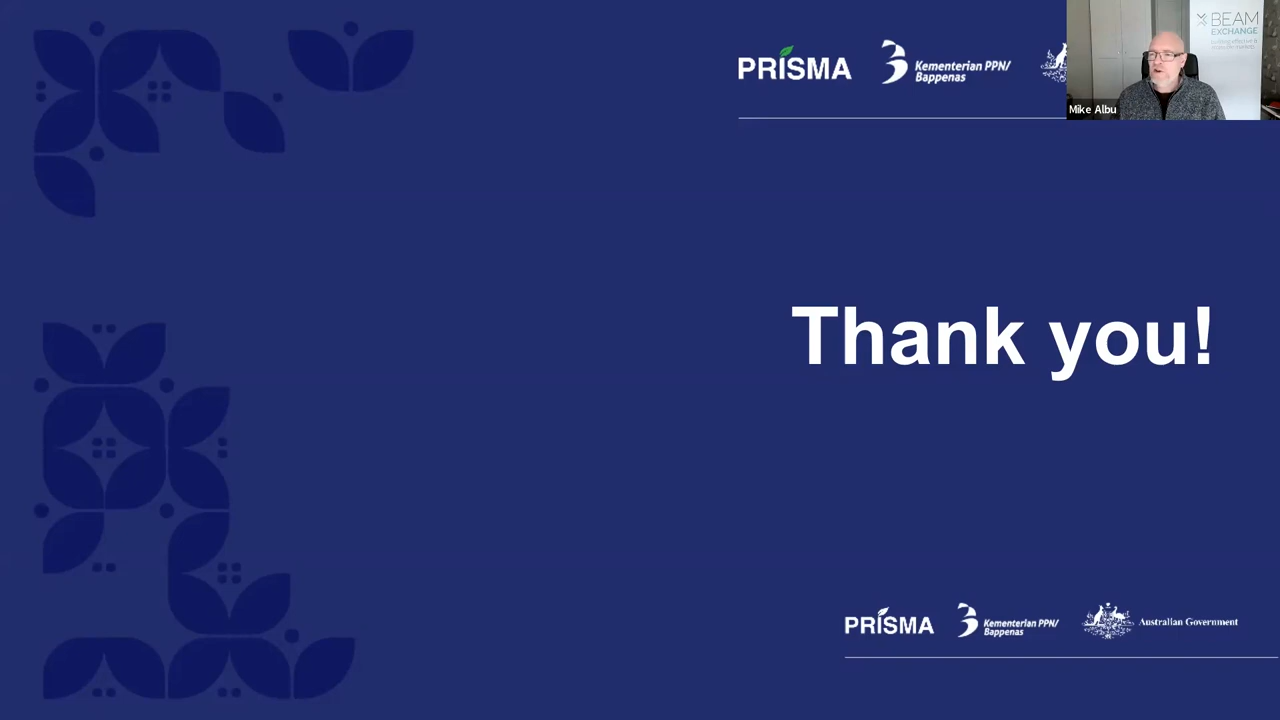 PRISMA
Kementerian PPN/
Bappenas
BEAM
EXCHANGE
Mike Albu
Thank you!
PRISMA
Kementerian PPN/
Bappenas
Australian Government